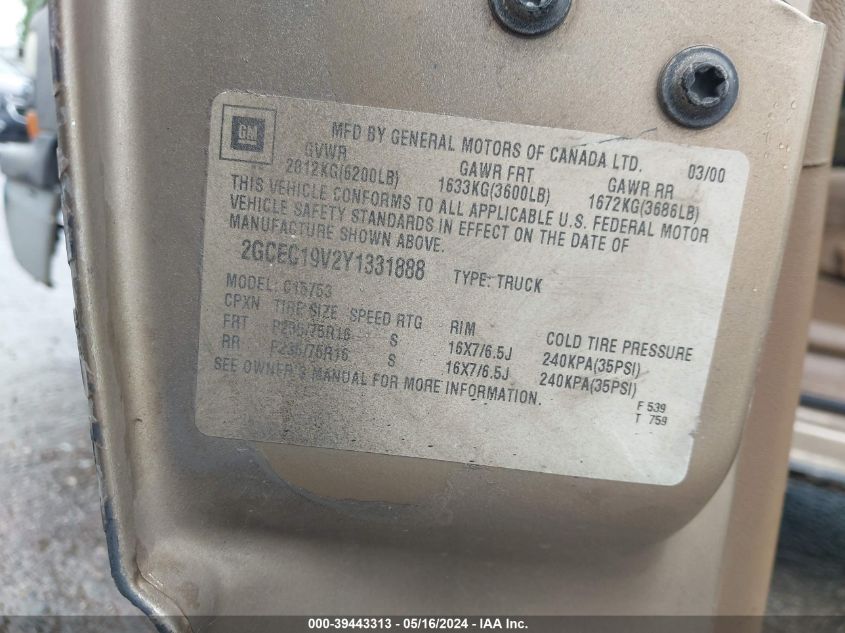 GM
MFD BY GENERAL MOTORS OF CANADA LTD. 03/00
GVWR GAWR FRT GAWR RR
2812KG(6200LB) 1633KG(3600LB) 1672KG(3686LB)
THIS VEHICLE CONFORMS TO ALL APPLICABLE U.S. FEDERAL MOTOR
VEHICLE SAFETY STANDARDS IN EFFECT ON THE DATE OF
MANUFACTURE SHOWN ABOVE.
2GCEC19V2Y1331888 TYPE: TRUCK
MODEL: C15753
CPXN TIRE SIZE SPEED RTG RIM COLD TIRE PRESSURE
FRT P235/75R16 S 16X7/6.5J 240KPA(35PSI)
RR P235/75R16 S 16X7/6.5J 240KPA(35PSI)
SEE OWNER'S MANUAL FOR MORE INFORMATION.
F 539
T 759
000-39443313 - 05/16/2024 - IAA Inc.